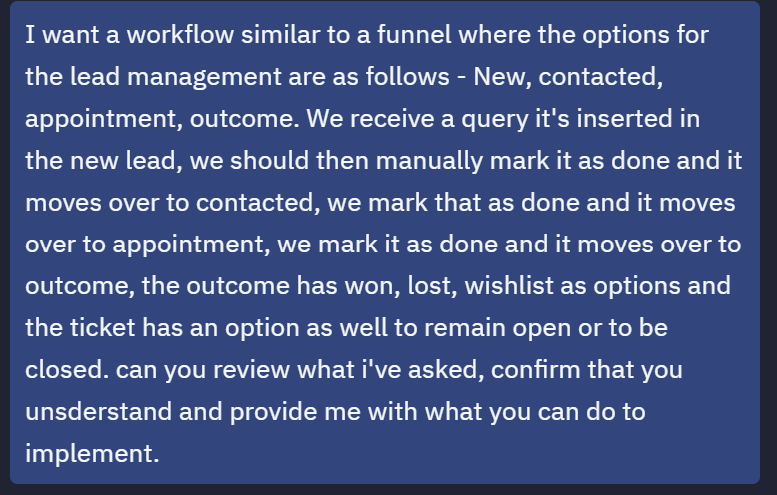 I want a workflow similar to a funnel where the options for
the lead management are as follows - New, contacted,
appointment, outcome. We receive a query it's inserted in
the new lead, we should then manually mark it as done and it
moves over to contacted, we mark that as done and it moves
over to appointment, we mark it as done and it moves over to
outcome, the outcome has won, lost, wishlist as options and
the ticket has an option as well to remain open or to be
closed. can you review what i've asked, confirm that you
unsderstand and provide me with what you can do to
implement.